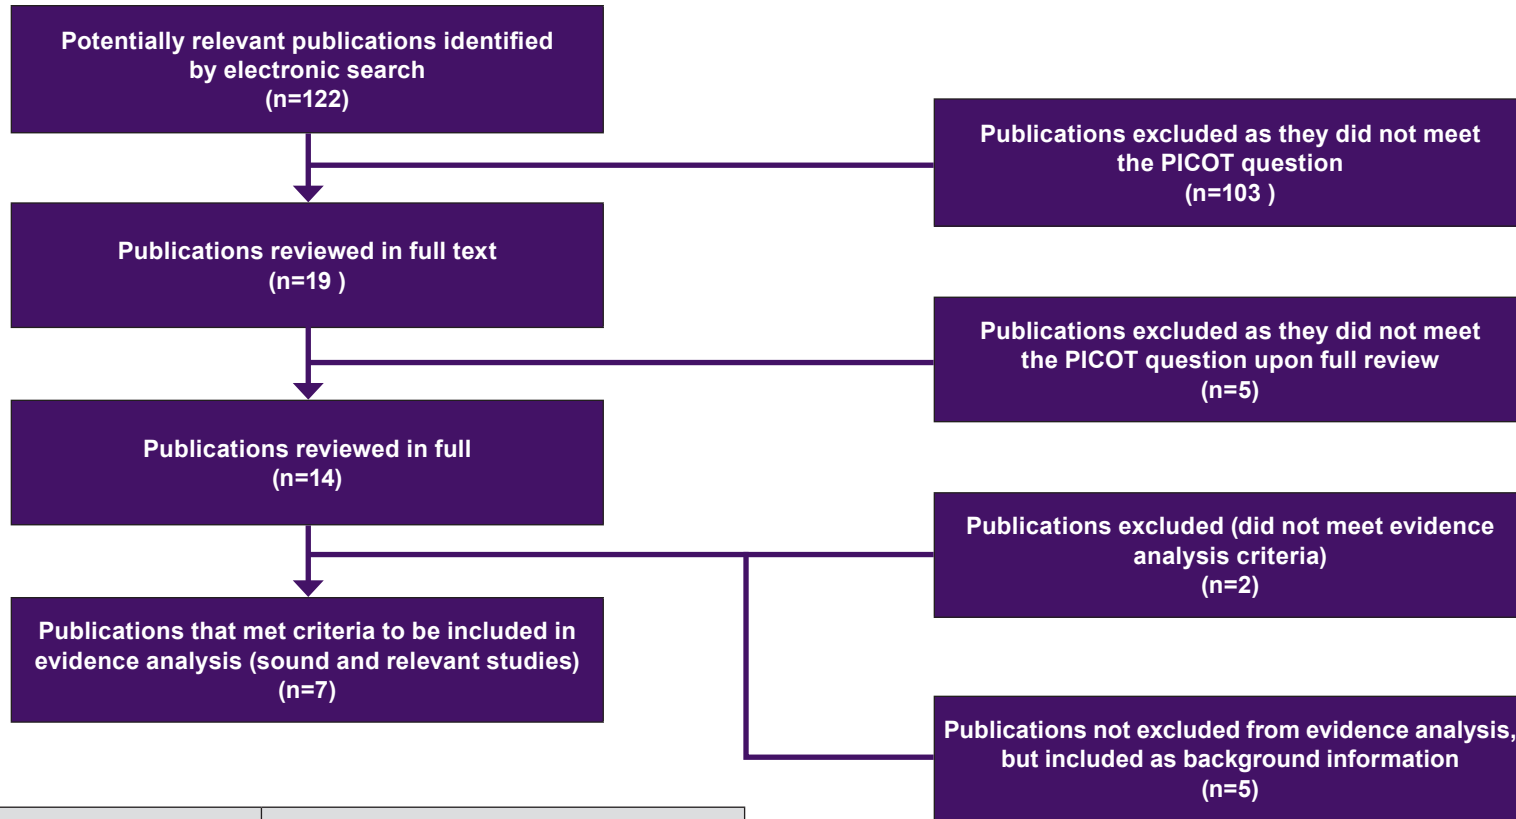 Potentially relevant publications identified
by electronic search
(n=122)
Publications excluded as they did not meet
the PICOT question
(n=103 )
Publications reviewed in full text
(n=19 )
Publications excluded as they did not meet
the PICOT question upon full review
(n=5)
Publications reviewed in full
(n=14)
Publications excluded (did not meet evidence
analysis criteria)
(n=2)
Publications that met criteria to be included in
evidence analysis (sound and relevant studies)
(n=7)
Publications not excluded from evidence analysis,
but included as background information
(n=5)